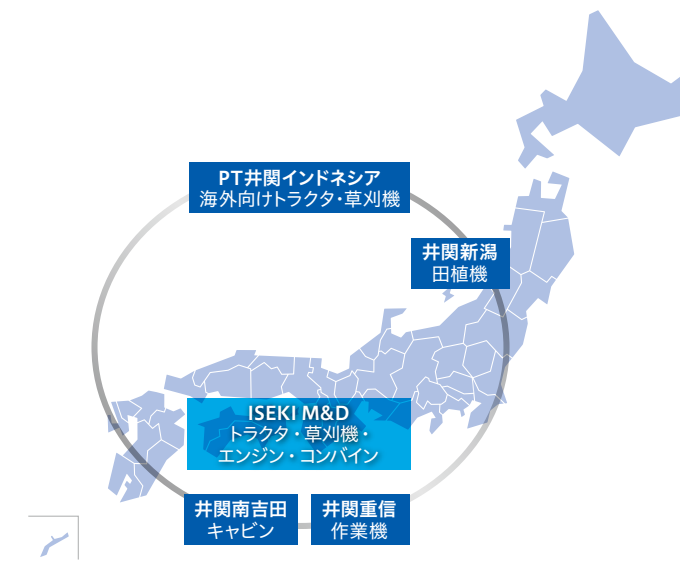 PT井関インドネシア
海外向けトラクタ・草刈機
井関新潟
田植機
ISEKI M&D
トラクタ・草刈機・
エンジン・コンバイン
井関南吉田
キャビン
井関重信
作業機